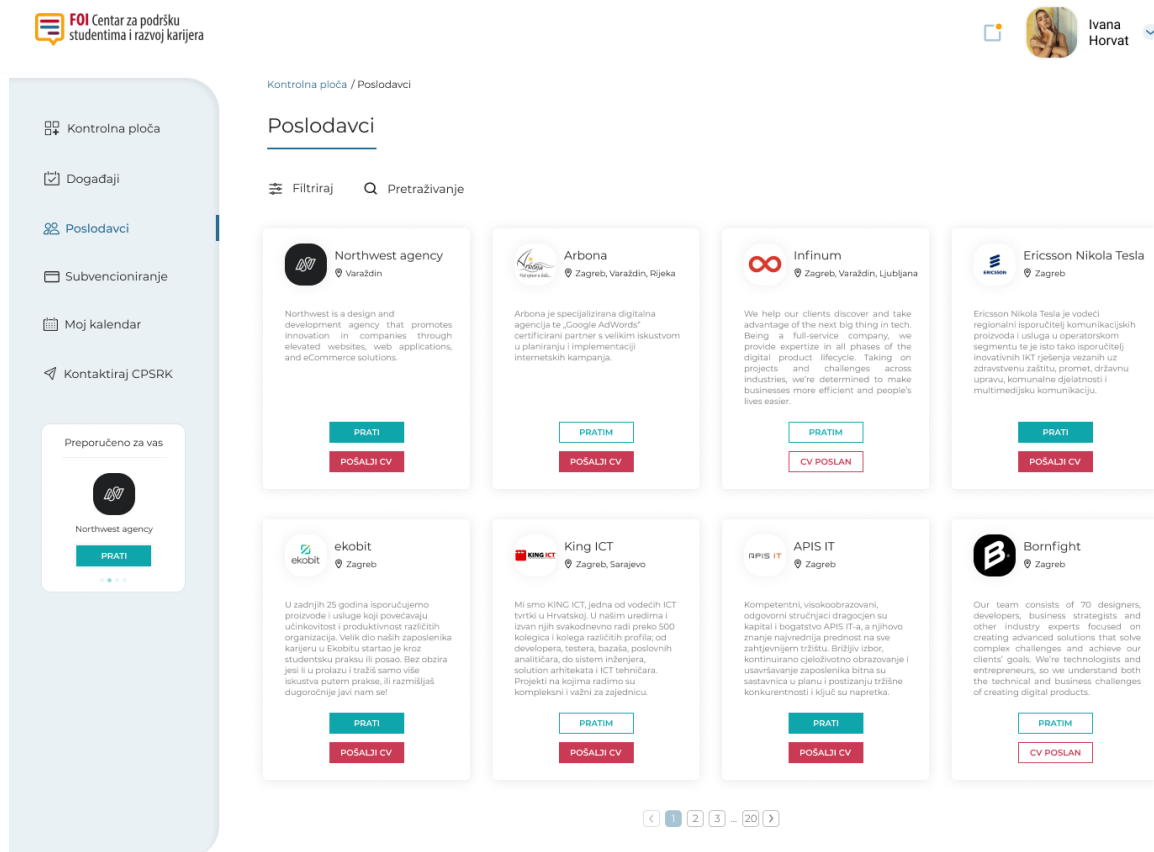 FOI Centar za podršku
studentima i razvoj karijera
Ivana
Horvat
Kontrolna ploča / Poslodavci
Kontrolna ploča
Događaji
Poslodavci
Subvencioniranje
Moj kalendar
Kontaktiraj CPSRK
Preporučeno za vas
Northwest agency
PRATI
Poslodavci
Filtriraj
Pretraživanje
Northwest agency
Varaždin
Northwest is a design and
development agency that promotes
innovation in companies through
elevated websites, web applications,
and eCommerce solutions.
PRATI
POŠALJI CV
Arbona
Zagreb, Varaždin, Rijeka
Arbona je specijalizirana digitalna
agencija te „Google AdWords"
certificirani partner s velikim iskustvom
u planiranju i implementaciji
internetskih kampanja.
PRATIM
POŠALJI CV
Infinum
Zagreb, Varaždin, Ljubljana
We help our clients discover and take
advantage of the next big thing in tech.
Being a full-service company, we
provide expertize in all phases of the
digital product lifecycle. Taking on
projects and challenges across
industries, we're determined to make
businesses more efficient and people's
lives easier.
PRATIM
CV POSLAN
ERICSSON
Ericsson Nikola Tesla
Zagreb
Ericsson Nikola Tesla je vodeći
regionalni isporučitelj komunikacijskih
proizvoda i usluga u operatorskom
segmentu te je isto tako isporučitelj
inovativnih IKT rješenja vezanih uz
zdravstvenu zaštitu, promet, državnu
upravu, komunalne djelatnosti i
multimedijsku komunikaciju.
PRATI
POŠALJI CV
ekobit
ekobit
Zagreb
U zadnjih 25 godina isporučujemo
proizvode i usluge koji povećavaju
učinkovitost i produktivnost različitih
organizacija. Velik dio naših zaposlenika
karijeru u Ekobitu startao je kroz
studentsku praksu ili posao. Bez obzira
jesi li u prolazu i tražiš samo više
iskustva putem prakse, ili razmišljaš
dugoročnije javi nam se!
PRATI
POŠALJI CV
KING ICT
King ICT
Zagreb, Sarajevo
Mi smo KING ICT, jedna od vodećih ICT
tvrtki u Hrvatskoj. U našim uredima i
izvan njih svakodnevno radi preko 500
kolegica i kolega različitih profila; od
developera, testera, bazaša, poslovnih
analitičara, do sistem inženjera,
solution arhitekata i ICT tehničara.
Projekti na kojima radimo su
kompleksni i važni za zajednicu.
PRATIM
POŠALJI CV
APIS IT
APIS IT
Zagreb
Kompetentni, visokoobrazovani,
odgovorni stručnjaci dragocjen su
kapital i bogatstvo APIS IT-a, a njihovo
znanje najvrednija prednost na sve
zahtjevnijem tržištu. Brižljiv izbor,
kontinuirano cjeloživotno obrazovanje i
usavršavanje zaposlenika bitna su
sastavnica u planu i postizanju tržišne
konkurentnosti i ključ su napretka.
PRATI
POŠALJI CV
B
Bornfight
Zagreb
Our team consists of 70 designers,
developers, business strategists and
other industry experts focused on
creating advanced solutions that solve
complex challenges and achieve our
clients' goals. We're technologists and
entrepreneurs, so we understand both
the technical and business challenges
of creating digital products.
PRATIM
CV POSLAN
1 2 3 ... 20